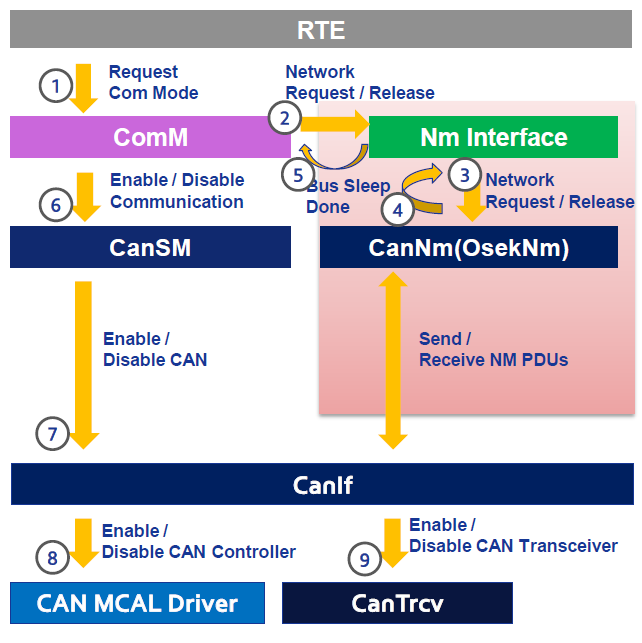 RTE
1
Request
Com Mode
Network
Request / Release
2
ComM
Nm Interface
5
Bus Sleep
Done
3
Network
Request / Release
4
6
Enable / Disable
Communication
CanSM
CanNm(OsekNm)
Enable /
Disable CAN
Send /
Receive NM PDUs
7
CanIf
8
Enable /
Disable CAN Controller
9
Enable /
Disable CAN Transceiver
CAN MCAL Driver
CanTrcv